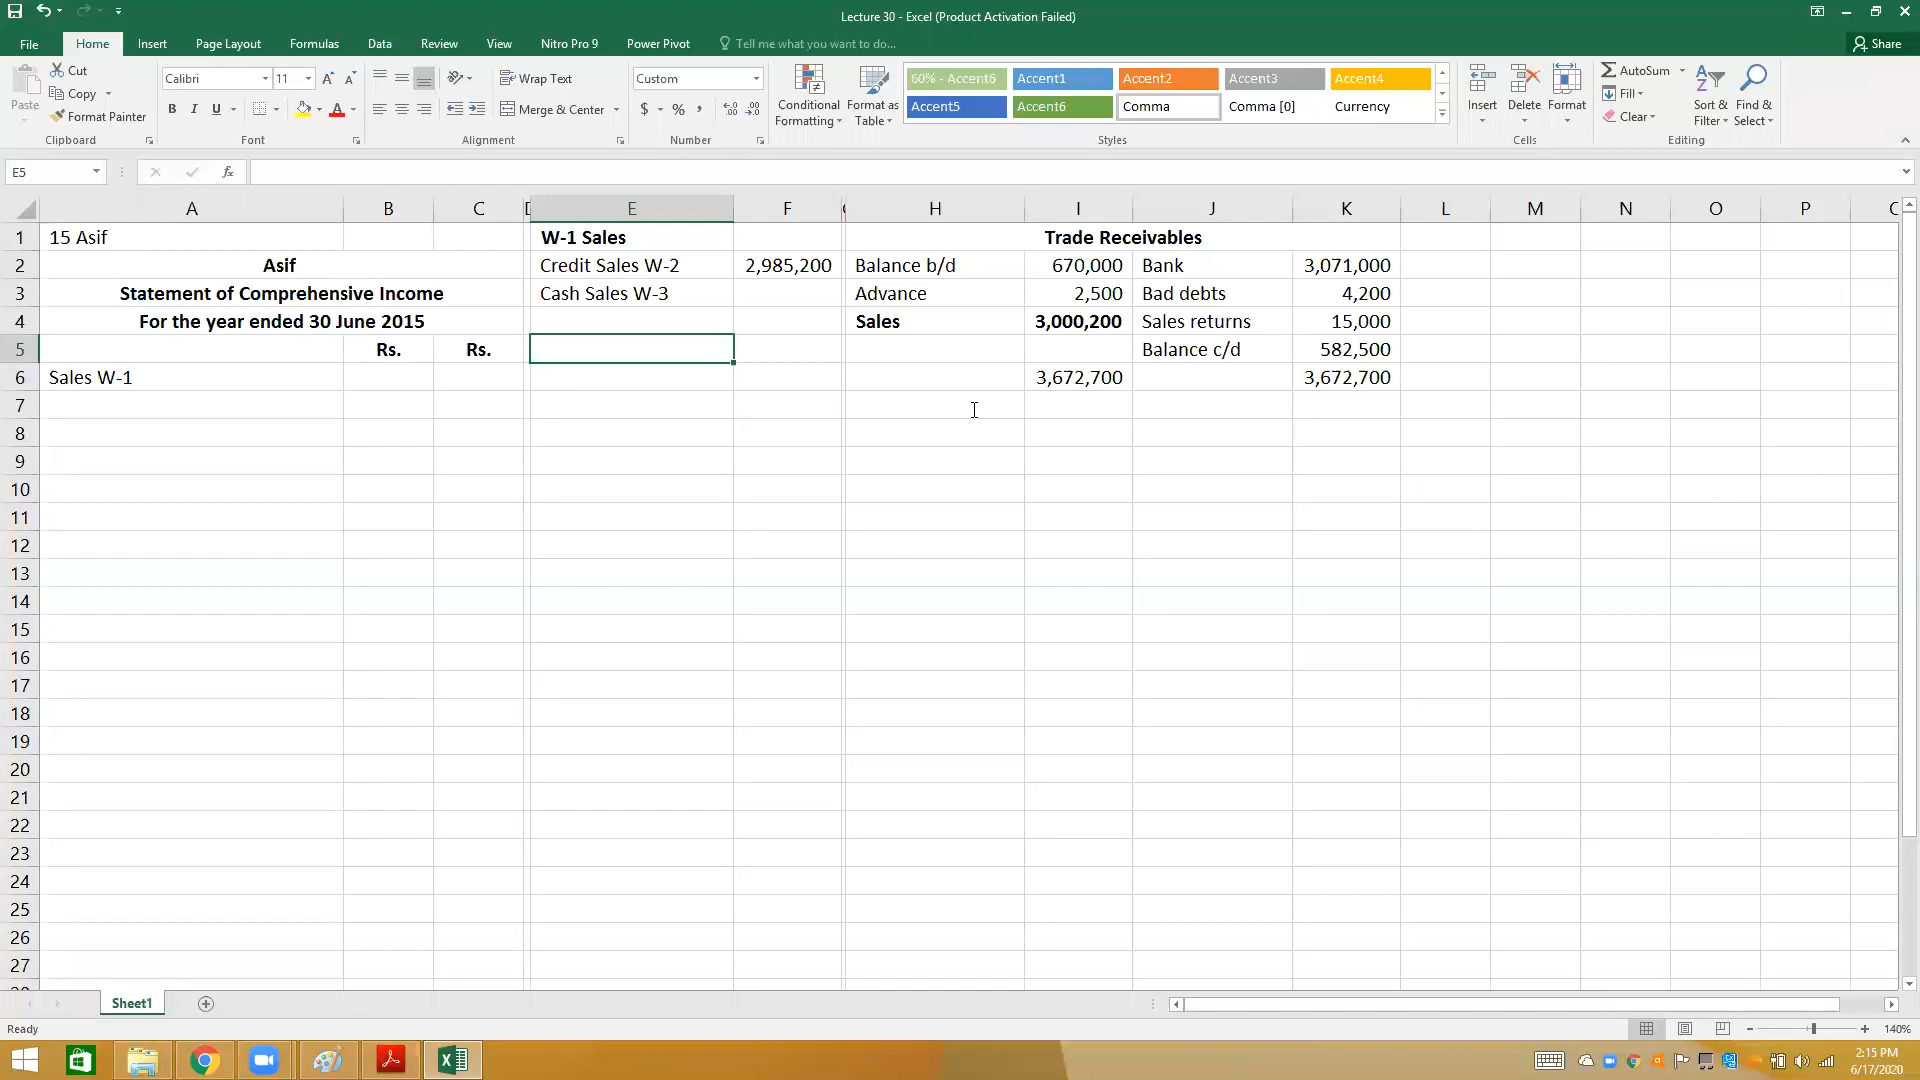 Lecture 30 - Excel (Product Activation Failed)
File Home Insert Page Layout Formulas Data Review View Nitro Pro 9 Power Pivot Tell me what you want to do... Share
Paste Cut Copy Format Painter
Clipboard
Calibri 11
B I U
Font
Wrap Text
Merge & Center
Alignment
Custom
$ % ,
Number
Conditional Formatting
Format as Table
60% - Accent6 Accent1 Accent2 Accent3 Accent4
Accent5 Accent6 Comma Comma [0] Currency
Styles
Insert Delete Format
Cells
AutoSum
Fill
Clear
Sort & Filter
Find & Select
Editing
E5 fx
A B C D E F H I J K L M N O P
1 15 Asif W-1 Sales Trade Receivables
2 Asif Credit Sales W-2 2,985,200 Balance b/d 670,000 Bank 3,071,000
3 Statement of Comprehensive Income Cash Sales W-3 Advance 2,500 Bad debts 4,200
4 For the year ended 30 June 2015 Sales 3,000,200 Sales returns 15,000
5 Rs. Rs. Balance c/d 582,500
6 Sales W-1 3,672,700 3,672,700
7
8
9
10
11
12
13
14
15
16
17
18
19
20
21
22
23
24
25
26
27
Sheet1
Ready 140%
2:15 PM
6/17/2020